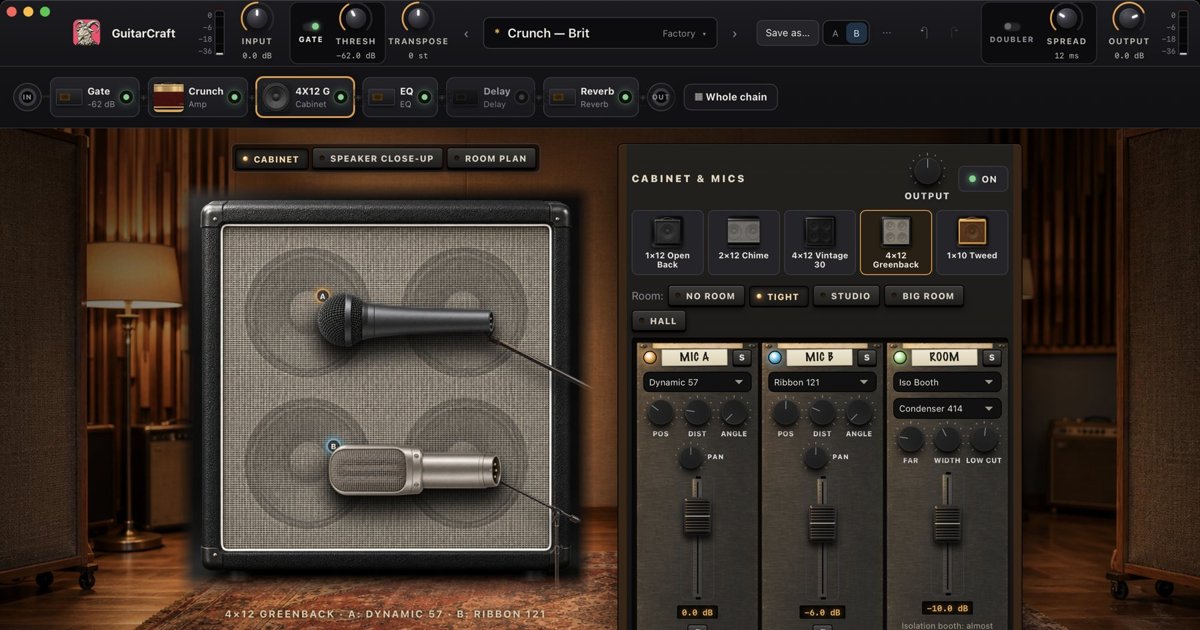 GuitarCraft
0
-6
-18
-36
INPUT
0.0 dB
GATE
THRESH
-62.0 dB
TRANSPOSE
0 st
‹
* Crunch — Brit
Factory
›
Save as...
A
B
...
DOUBLER
SPREAD
12 ms
OUTPUT
0.0 dB
0
-6
-18
-36
IN
Gate
-62 dB
Crunch
Amp
4X12 G
Cabinet
EQ
EQ
Delay
Delay
Reverb
Reverb
OUT
Whole chain
CABINET
SPEAKER CLOSE-UP
ROOM PLAN
A
B
4×12 GREENBACK · A: DYNAMIC 57 · B: RIBBON 121
CABINET & MICS
OUTPUT
ON
1×12 Open
Back
2×12 Chime
4×12 Vintage
30
4×12
Greenback
1×10 Tweed
Room:
NO ROOM
TIGHT
STUDIO
BIG ROOM
HALL
MIC A
S
Dynamic 57
POS
DIST
ANGLE
PAN
0.0 dB
MIC B
S
Ribbon 121
POS
DIST
ANGLE
PAN
-6.0 dB
ROOM
S
Iso Booth
Condenser 414
FAR
WIDTH
LOW CUT
-10.0 dB
Isolation booth: almost